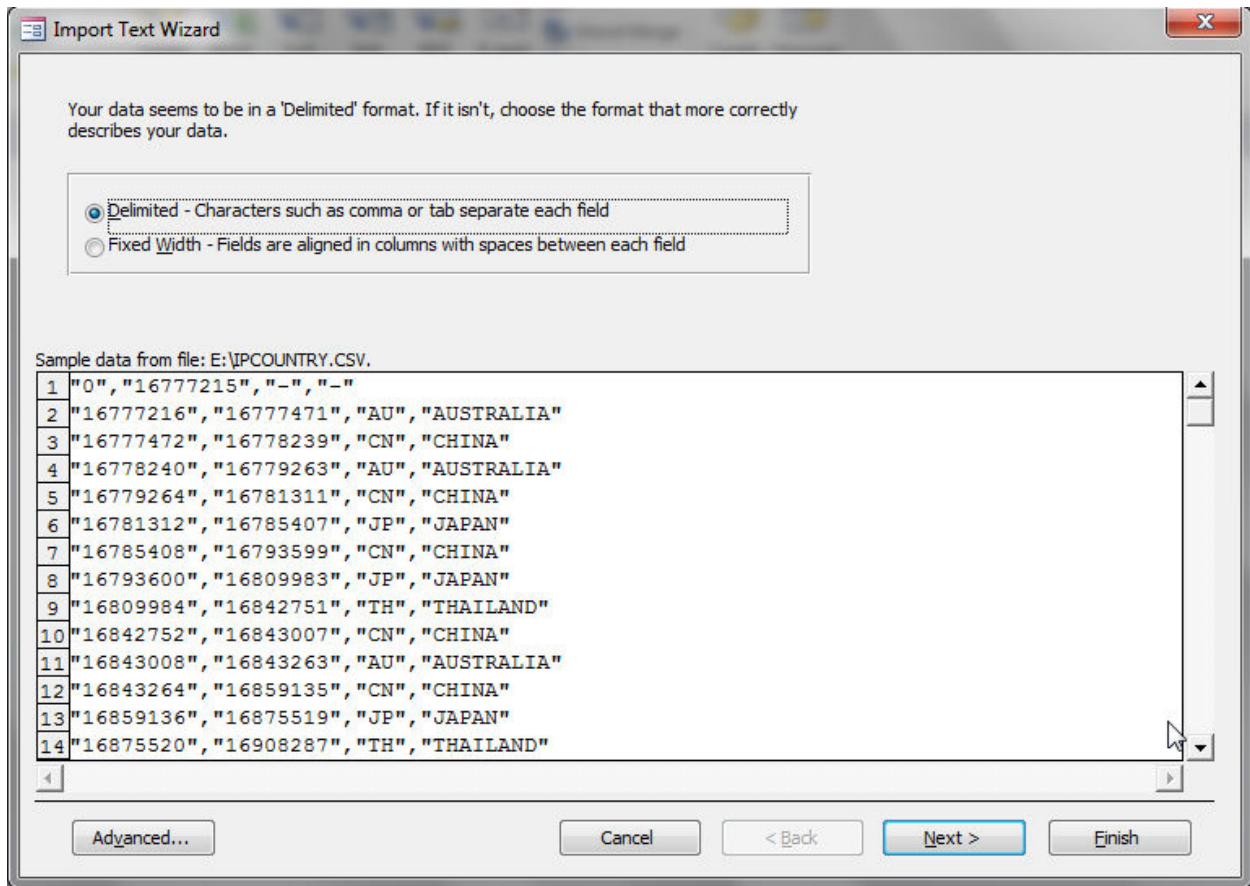 Import Text Wizard
Your data seems to be in a 'Delimited' format. If it isn't, choose the format that more correctly
describes your data.
Delimited - Characters such as comma or tab separate each field
Fixed Width - Fields are aligned in columns with spaces between each field
Sample data from file: E:\IPCOUNTRY.CSV.
1 "0","16777215","-","-"
2 "16777216","16777471","AU","AUSTRALIA"
3 "16777472","16778239","CN","CHINA"
4 "16778240","16779263","AU","AUSTRALIA"
5 "16779264","16781311","CN","CHINA"
6 "16781312","16785407","JP","JAPAN"
7 "16785408","16793599","CN","CHINA"
8 "16793600","16809983","JP","JAPAN"
9 "16809984","16842751","TH","THAILAND"
10 "16842752","16843007","CN","CHINA"
11 "16843008","16843263","AU","AUSTRALIA"
12 "16843264","16859135","CN","CHINA"
13 "16859136","16875519","JP","JAPAN"
14 "16875520","16908287","TH","THAILAND"
Advanced... Cancel < Back Next > Finish